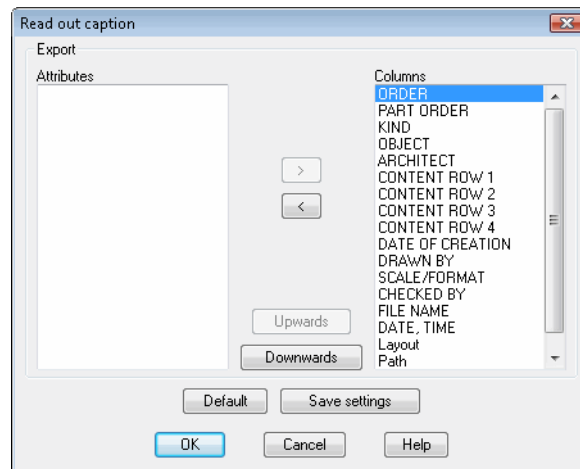 Read out caption
Export
Attributes
Columns
ORDER
PART ORDER
KIND
OBJECT
ARCHITECT
CONTENT ROW 1
CONTENT ROW 2
CONTENT ROW 3
CONTENT ROW 4
DATE OF CREATION
DRAWN BY
SCALE/FORMAT
CHECKED BY
FILE NAME
DATE, TIME
Layout
Path
>
<
Upwards
Downwards
Default
Save settings
OK
Cancel
Help